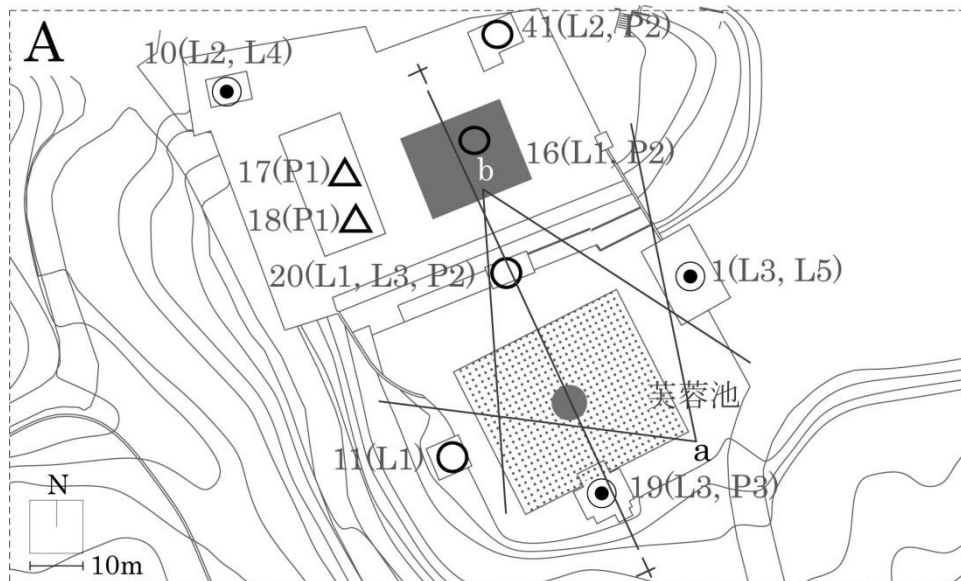 A
10(L2, L4)
41(L2, P2)
16(L1, P2)
b
17(P1)
18(P1)
20(L1, L3, P2)
1(L3, L5)
芙蓉池
a
11(L1)
19(L3, P3)
N
10m